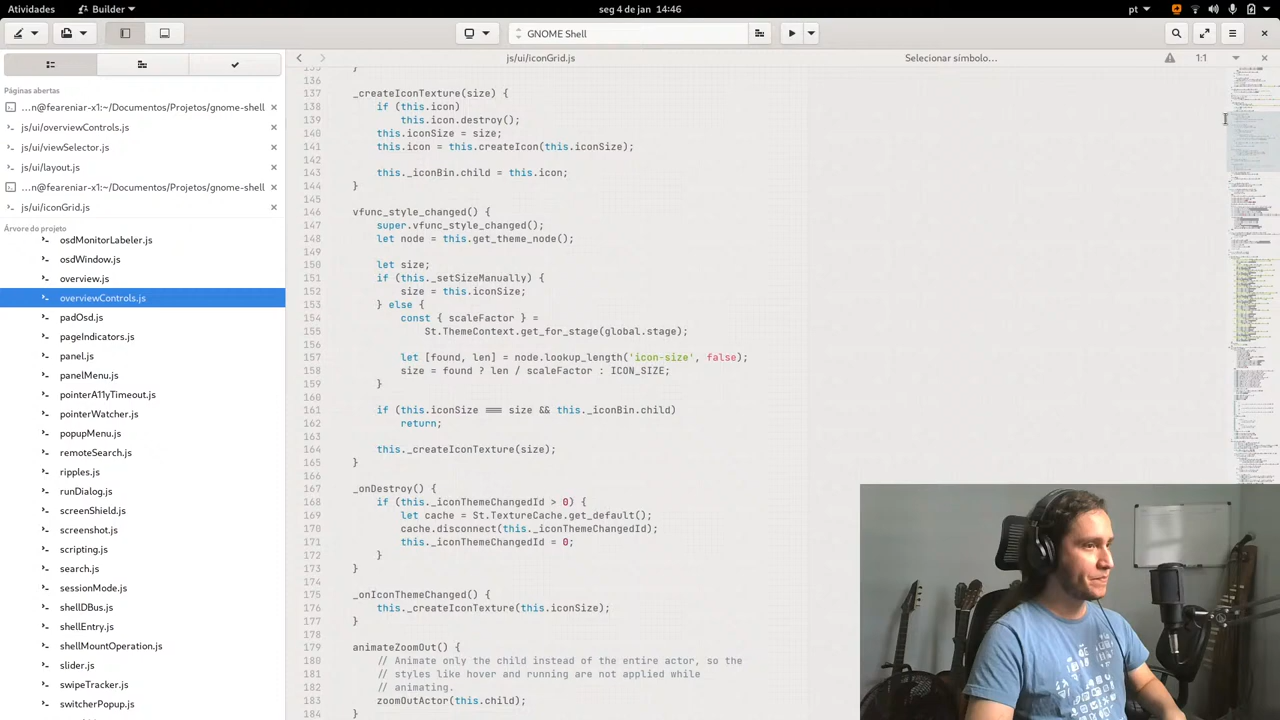 Atividades
Builder
seg 4 de jan 14:46
pt
GNOME Shell
js/ui/iconGrid.js
Selecionar símbolo…
1:1
Páginas abertas
…n@feareniar-x1:~/Documentos/Projetos/gnome-shell
js/ui/overviewControls.js
js/ui/viewSelector.js
js/ui/layout.js
…n@feareniar-x1:~/Documentos/Projetos/gnome-shell
js/ui/iconGrid.js
Árvore do projeto
osdMonitorLabeler.js
osdWindow.js
overview.js
overviewControls.js
padOsd.js
pageIndicators.js
panel.js
panelMenu.js
pointerA11yTimeout.js
pointerWatcher.js
popupMenu.js
remoteSearch.js
ripples.js
runDialog.js
screenShield.js
screenshot.js
scripting.js
search.js
sessionMode.js
shellDBus.js
shellEntry.js
shellMountOperation.js
slider.js
swipeTracker.js
switcherPopup.js
135 }
136
137 _createIconTexture(size) {
138 if (this.icon)
139 this.icon.destroy();
140 this.iconSize = size;
141 this.icon = this.createIcon(this.iconSize);
142
143 this._iconBin.child = this.icon;
144 }
145
146 vfunc_style_changed() {
147 super.vfunc_style_changed();
148 let node = this.get_theme_node();
149
150 let size;
151 if (this._setSizeManually) {
152 size = this.iconSize;
153 } else {
154 const { scaleFactor } =
155 St.ThemeContext.get_for_stage(global.stage);
156
157 let [found, len] = node.lookup_length('icon-size', false);
158 size = found ? len / scaleFactor : ICON_SIZE;
159 }
160
161 if (this.iconSize === size && this._iconBin.child)
162 return;
163
164 this._createIconTexture(size);
165 }
166
167 _onDestroy() {
168 if (this._iconThemeChangedId > 0) {
169 let cache = St.TextureCache.get_default();
170 cache.disconnect(this._iconThemeChangedId);
171 this._iconThemeChangedId = 0;
172 }
173 }
174
175 _onIconThemeChanged() {
176 this._createIconTexture(this.iconSize);
177 }
178
179 animateZoomOut() {
180 // Animate only the child instead of the entire actor, so the
181 // styles like hover and running are not applied while
182 // animating.
183 zoomOutActor(this.child);
184 }